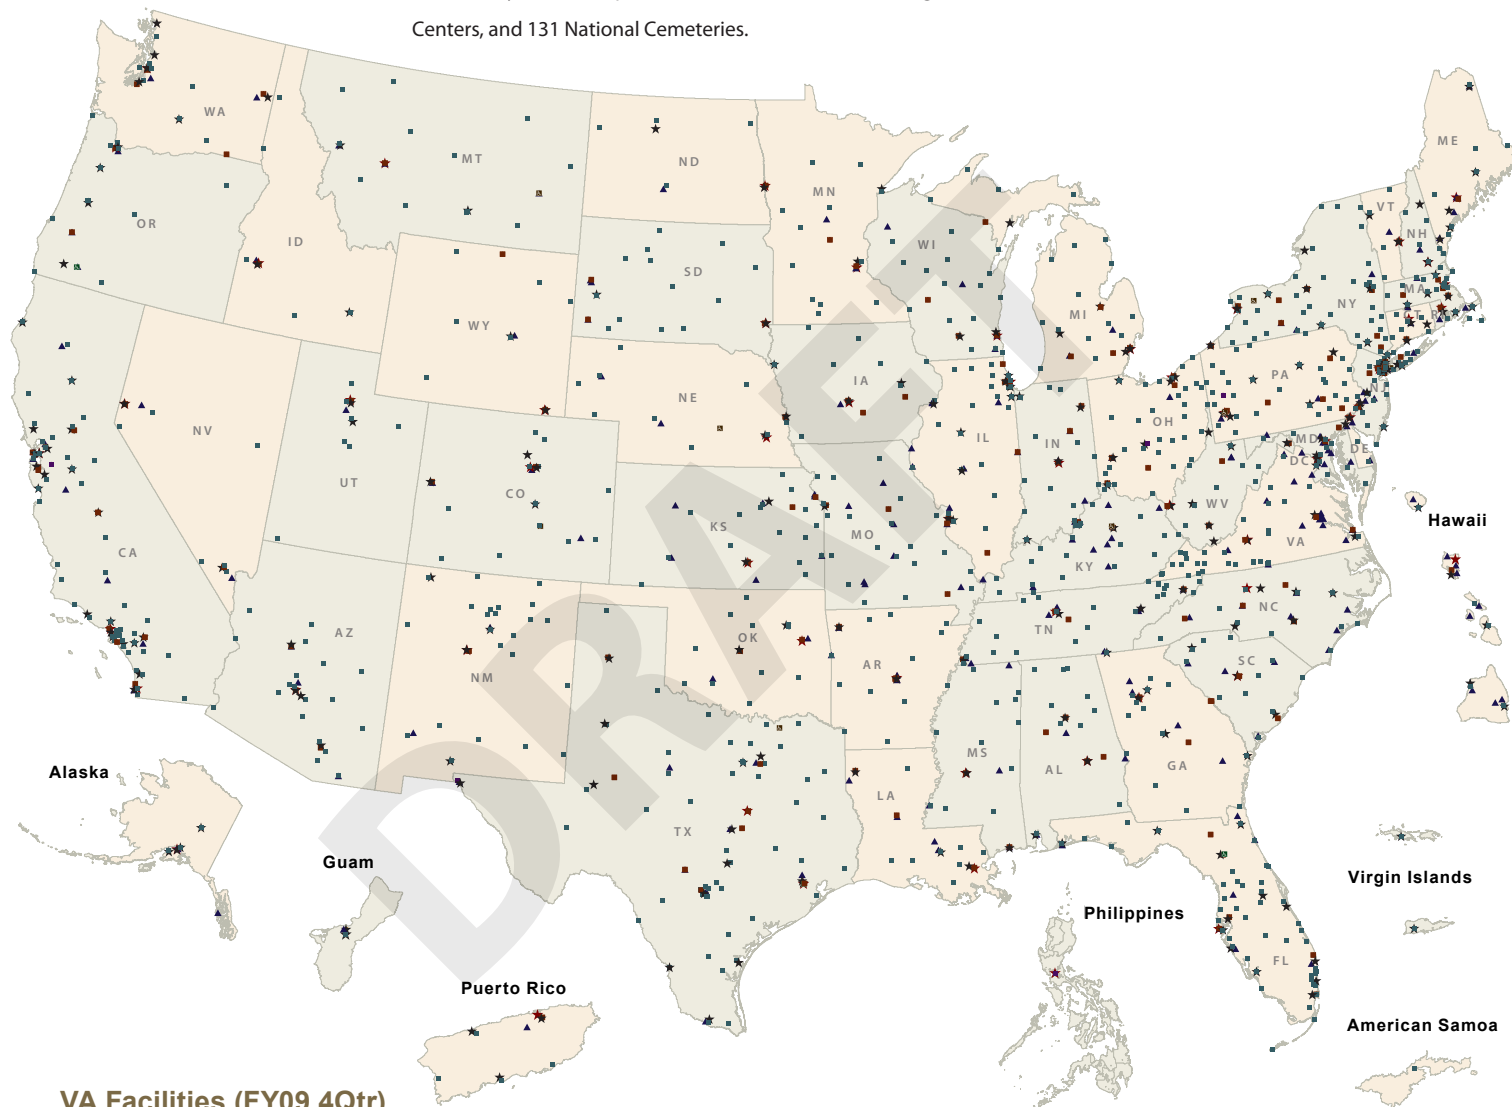 Centers, and 131 National Cemeteries.
WA
MT
ND
MN
ME
OR
ID
WI
VT
NH
SD
MI
NY
MA
CT RI
WY
IA
PA
NE
NJ
NV
IL
IN
OH
MD
DE
DC
UT
CO
WV
Hawaii
KS
MO
VA
CA
KY
AZ
NC
TN
OK
SC
AR
NM
MS
AL
GA
Alaska
LA
TX
Guam
Virgin Islands
Philippines
FL
Puerto Rico
American Samoa
VA Facilities (FY09 4Qtr)
DRAFT